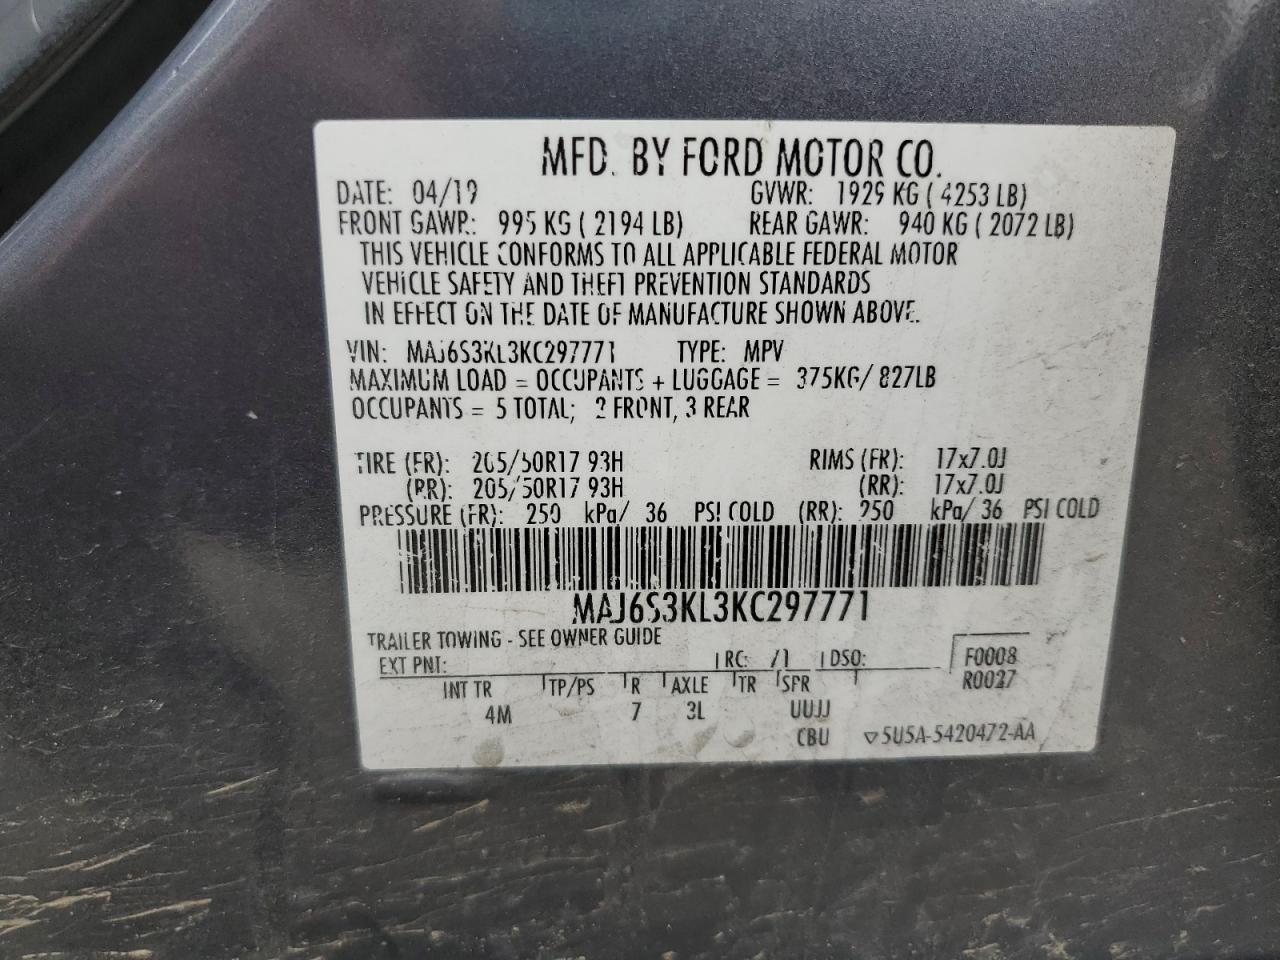 MFD. BY FORD MOTOR CO.
DATE: 04/19 GVWR: 1929 KG ( 4253 LB)
FRONT GAWR: 995 KG ( 2194 LB) REAR GAWR: 940 KG ( 2072 LB)
THIS VEHICLE CONFORMS TO ALL APPLICABLE FEDERAL MOTOR
VEHICLE SAFETY AND THEFT PREVENTION STANDARDS
IN EFFECT ON THE DATE OF MANUFACTURE SHOWN ABOVE.
VIN: MAJ6S3KL3KC297771 TYPE: MPV
MAXIMUM LOAD = OCCUPANTS + LUGGAGE = 375KG/ 827LB
OCCUPANTS = 5 TOTAL; 2 FRONT, 3 REAR
TIRE (FR): 205/50R17 93H RIMS (FR): 17x7.0J
(RR): 205/50R17 93H (RR): 17x7.0J
PRESSURE (FR): 250 kPa/ 36 PSI COLD (RR): 250 kPa/ 36 PSI COLD
MAJ6S3KL3KC297771
TRAILER TOWING - SEE OWNER GUIDE
EXT PNT: RC: /1 DSO: F0008
R0027
INT TR TP/PS R AXLE TR SPR
4M 7 3L UUJJ
CBU ▽5U5A-5420472-AA